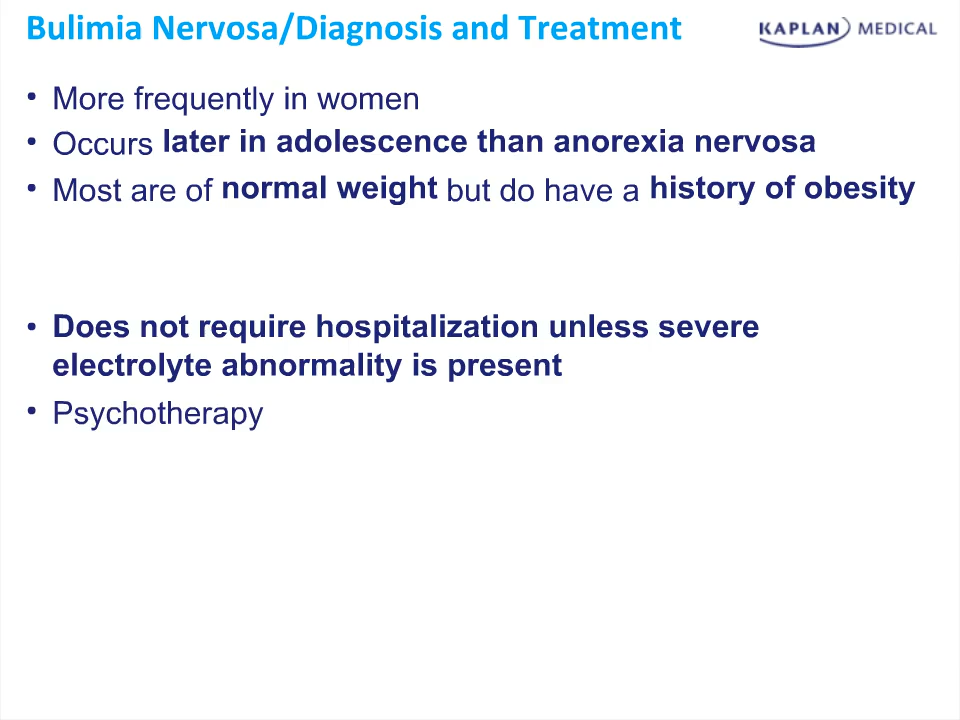 Bulimia Nervosa/Diagnosis and Treatment
KAPLAN MEDICAL
• More frequently in women
• Occurs later in adolescence than anorexia nervosa
• Most are of normal weight but do have a history of obesity
• Does not require hospitalization unless severe
electrolyte abnormality is present
• Psychotherapy